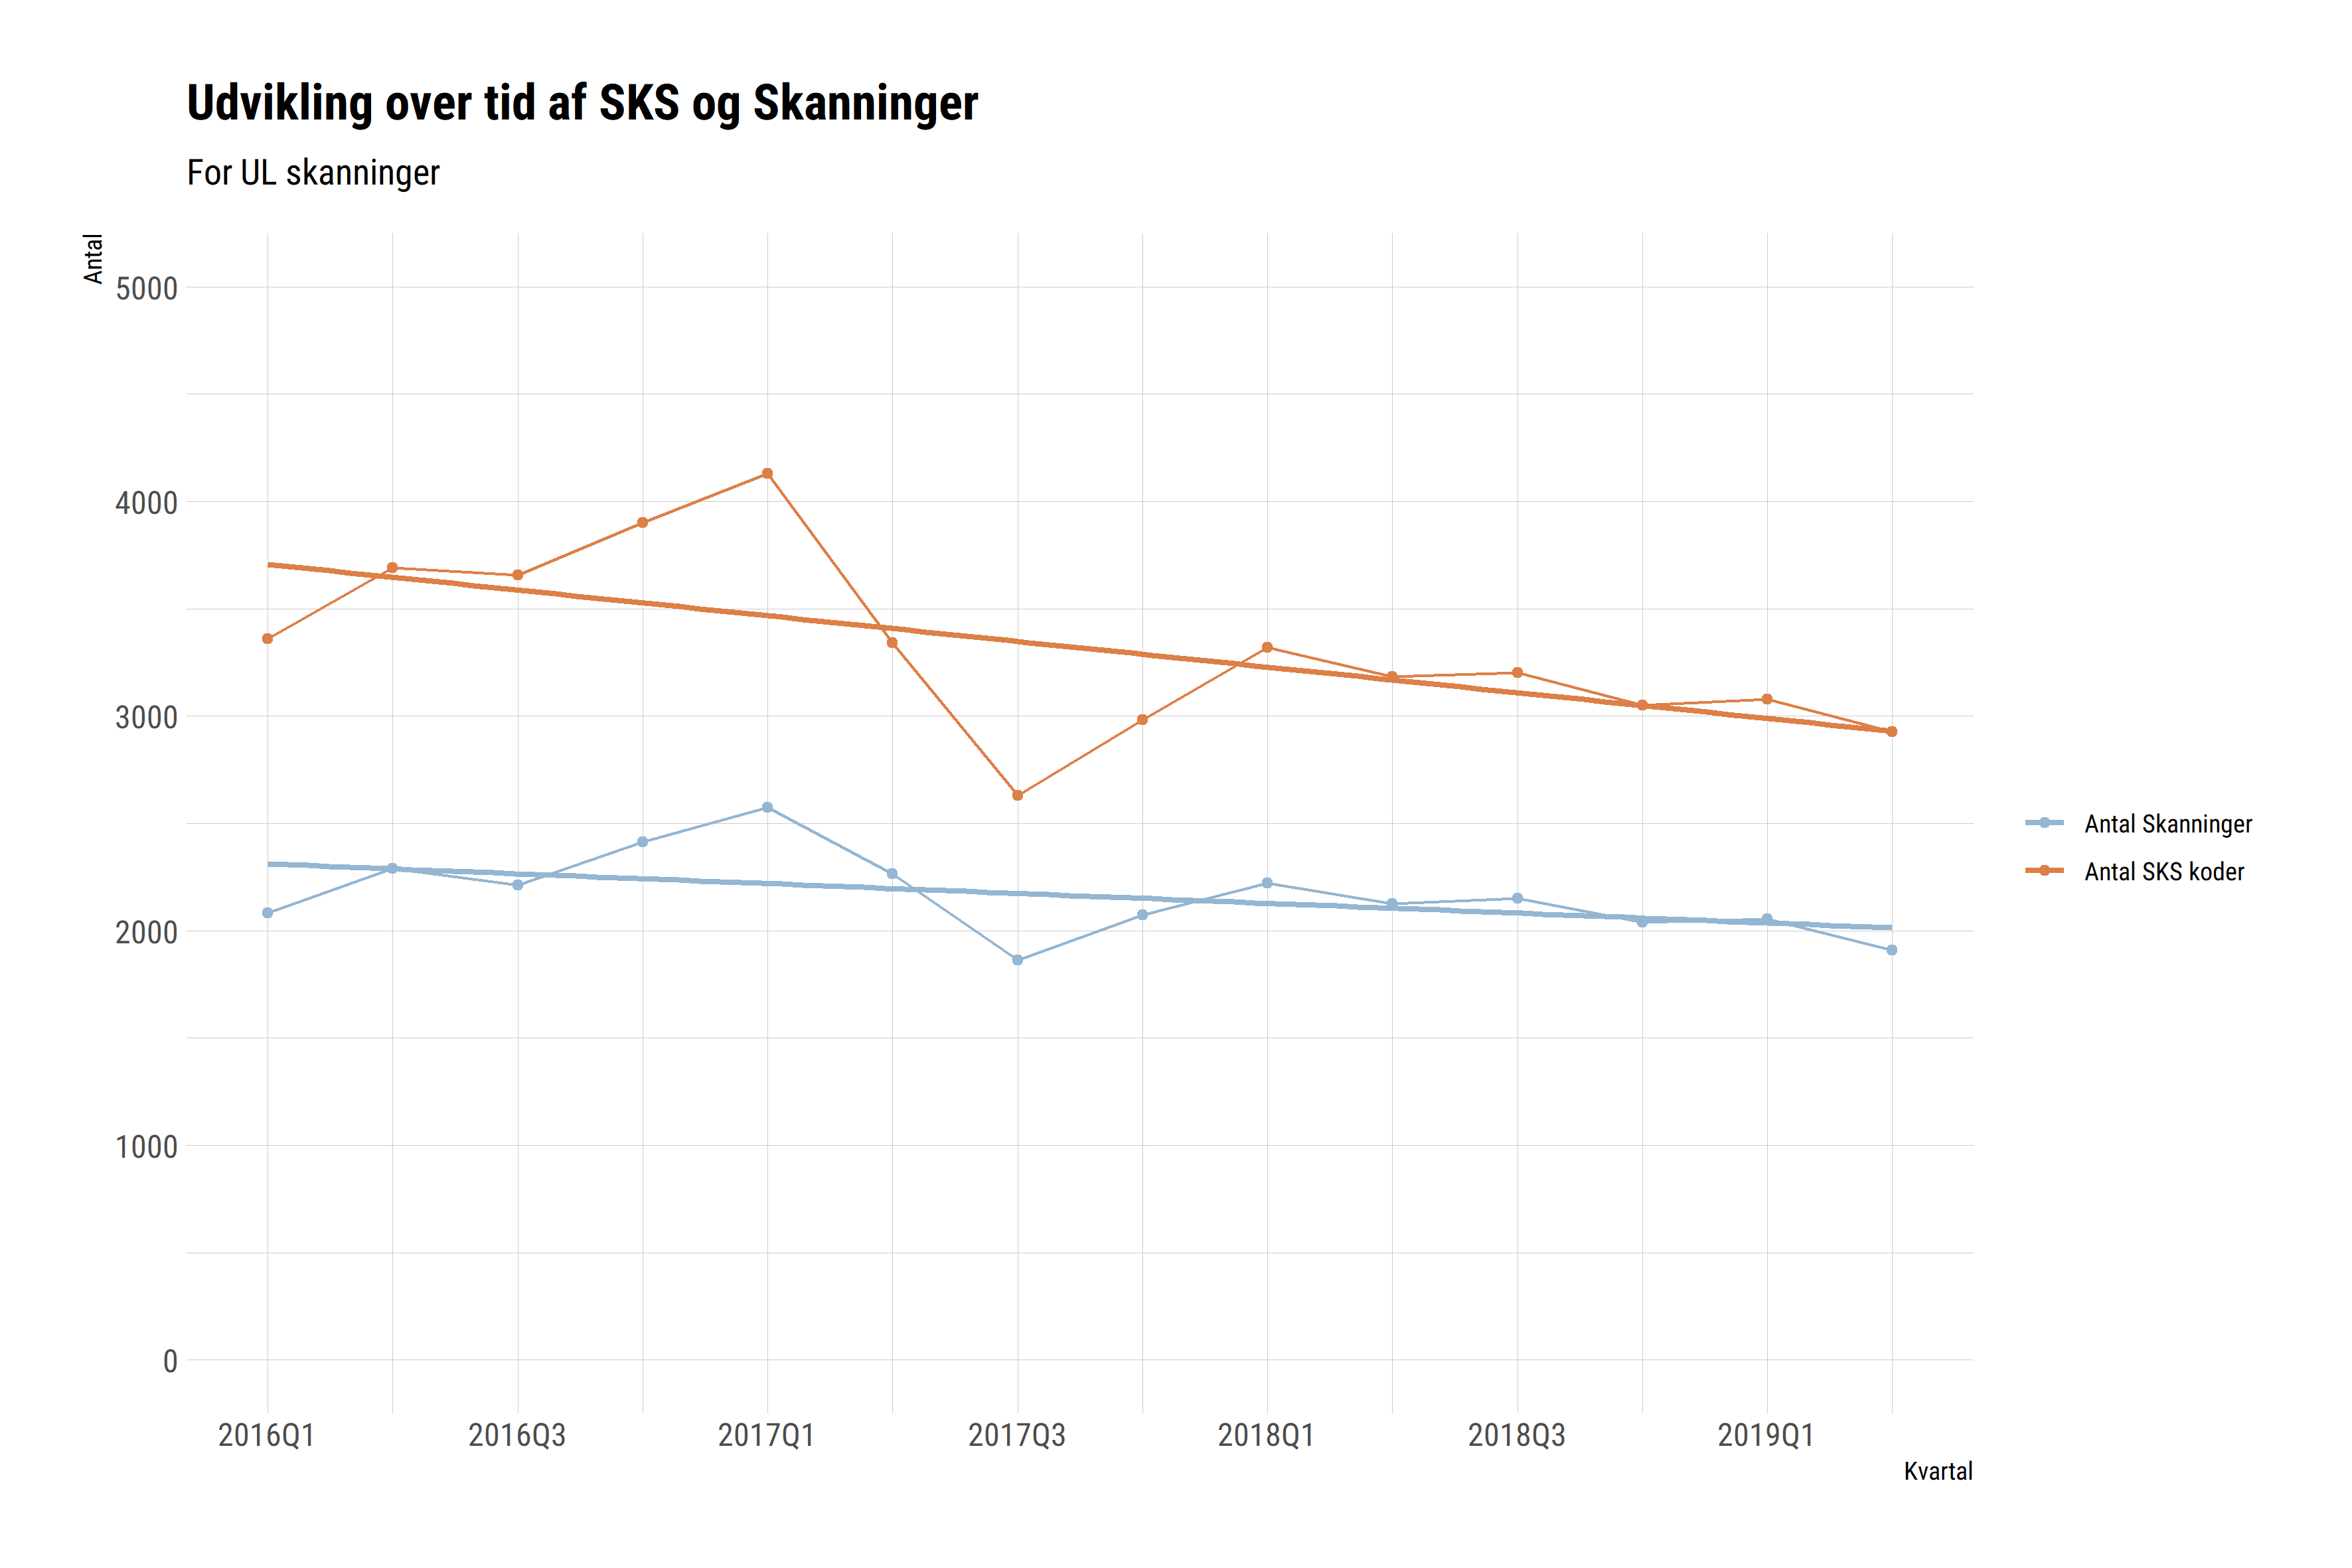 Udvikling over tid af SKS og Skanninger
For UL skanninger
Antal
5000
4000
3000
2000
1000
0
2016Q1 2016Q3 2017Q1 2017Q3 2018Q1 2018Q3 2019Q1
Kvartal
Antal Skanninger
Antal SKS koder